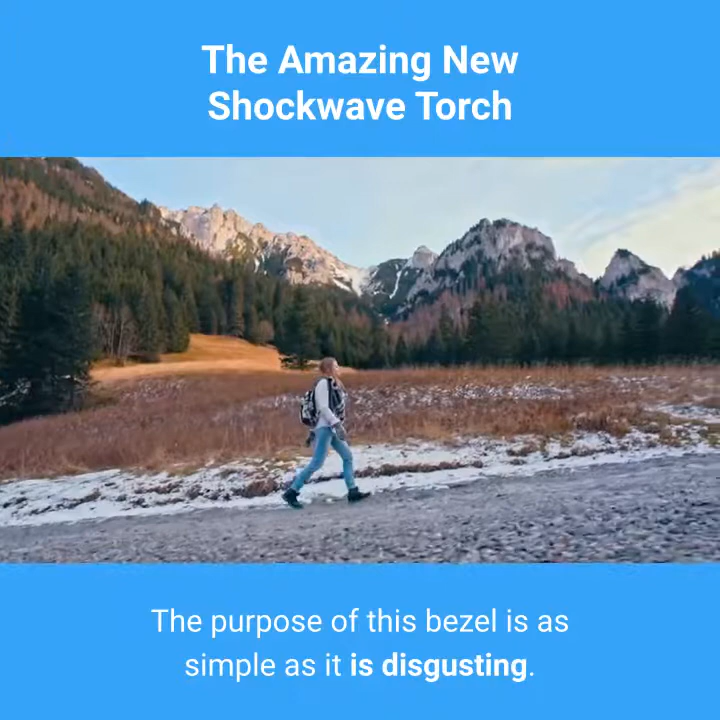 The Amazing New
Shockwave Torch
The purpose of this bezel is as
simple as it is disgusting.